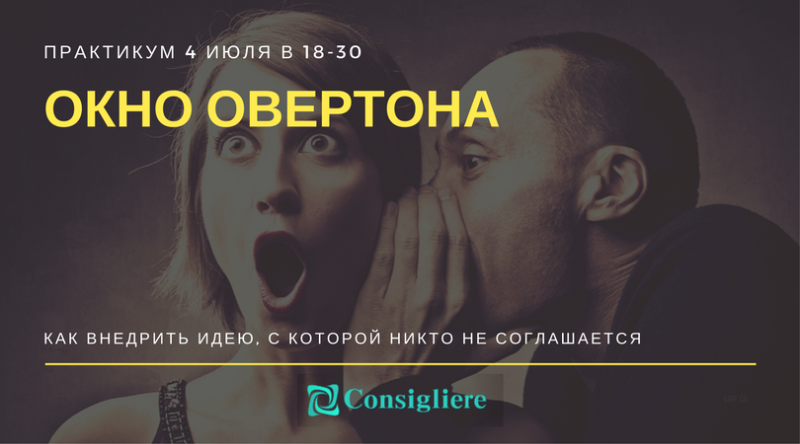 ПРАКТИКУМ 4 ИЮЛЯ В 18-30
ОКНО ОВЕРТОНА
КАК ВНЕДРИТЬ ИДЕЮ, С КОТОРОЙ НИКТО НЕ СОГЛАШАЕТСЯ
Consigliere